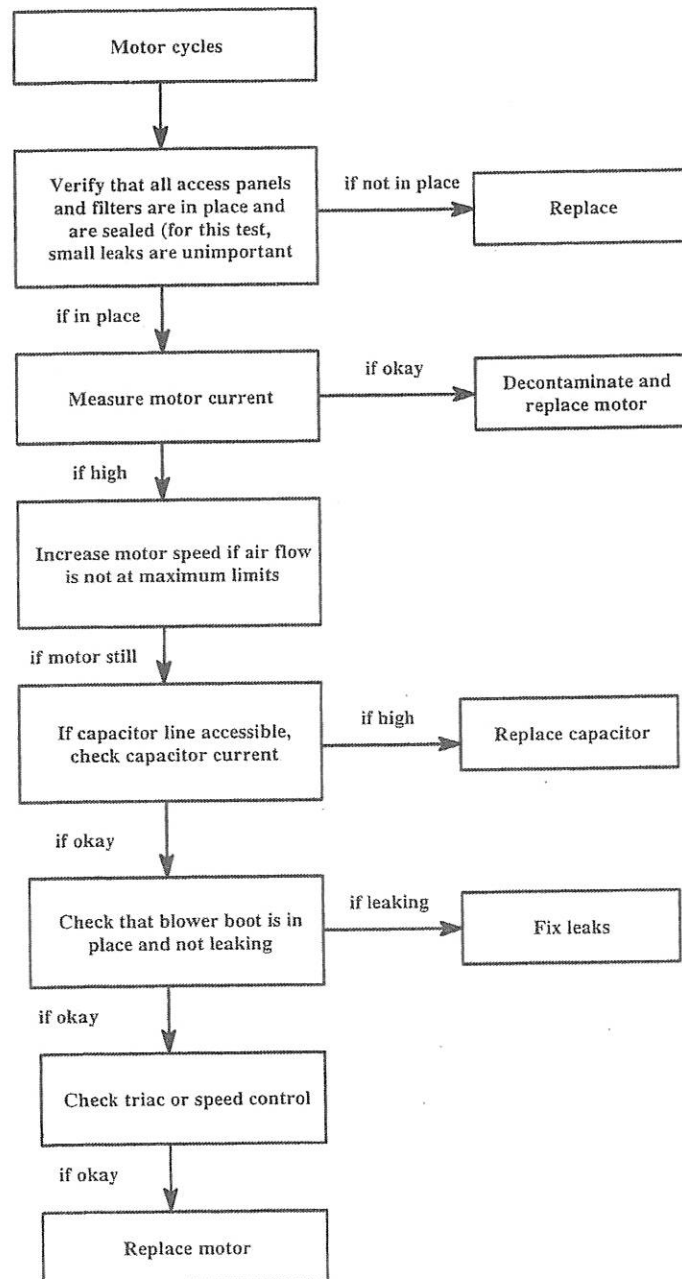 Motor cycles
Verify that all access panels
and filters are in place and
are sealed (for this test,
small leaks are unimportant
if not in place
Replace
if in place
Measure motor current
if okay
Decontaminate and
replace motor
if high
Increase motor speed if air flow
is not at maximum limits
if motor still
If capacitor line accessible,
check capacitor current
if high
Replace capacitor
if okay
Check that blower boot is in
place and not leaking
if leaking
Fix leaks
if okay
Check triac or speed control
if okay
Replace motor